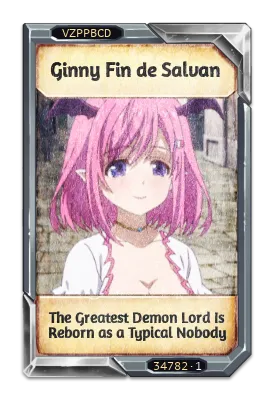 VZPPBCD
Ginny Fin de Salvan
The Greatest Demon Lord Is
Reborn as a Typical Nobody
34782·1